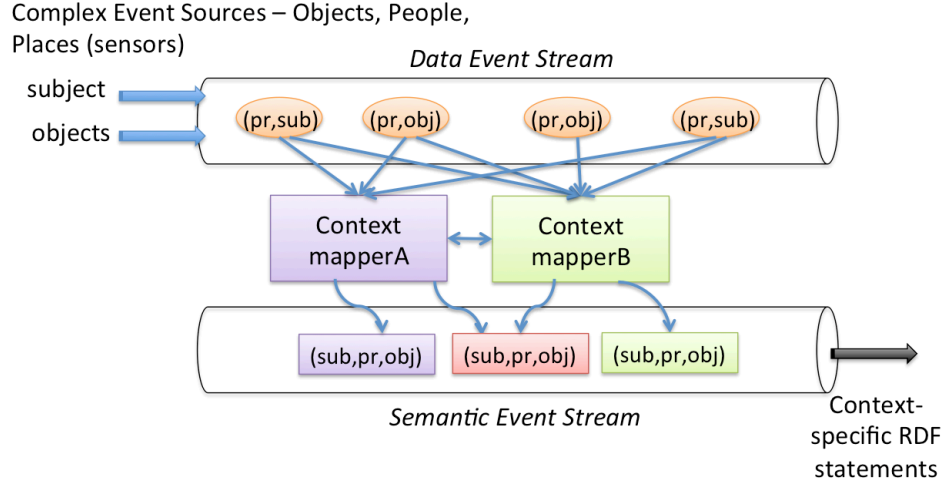 Complex Event Sources – Objects, People,
Places (sensors)
Data Event Stream
subject
objects
(pr,sub)
(pr,obj)
(pr,obj)
(pr,sub)
Context
mapperA
Context
mapperB
(sub,pr,obj)
(sub,pr,obj)
(sub,pr,obj)
Semantic Event Stream
Context-
specific RDF
statements